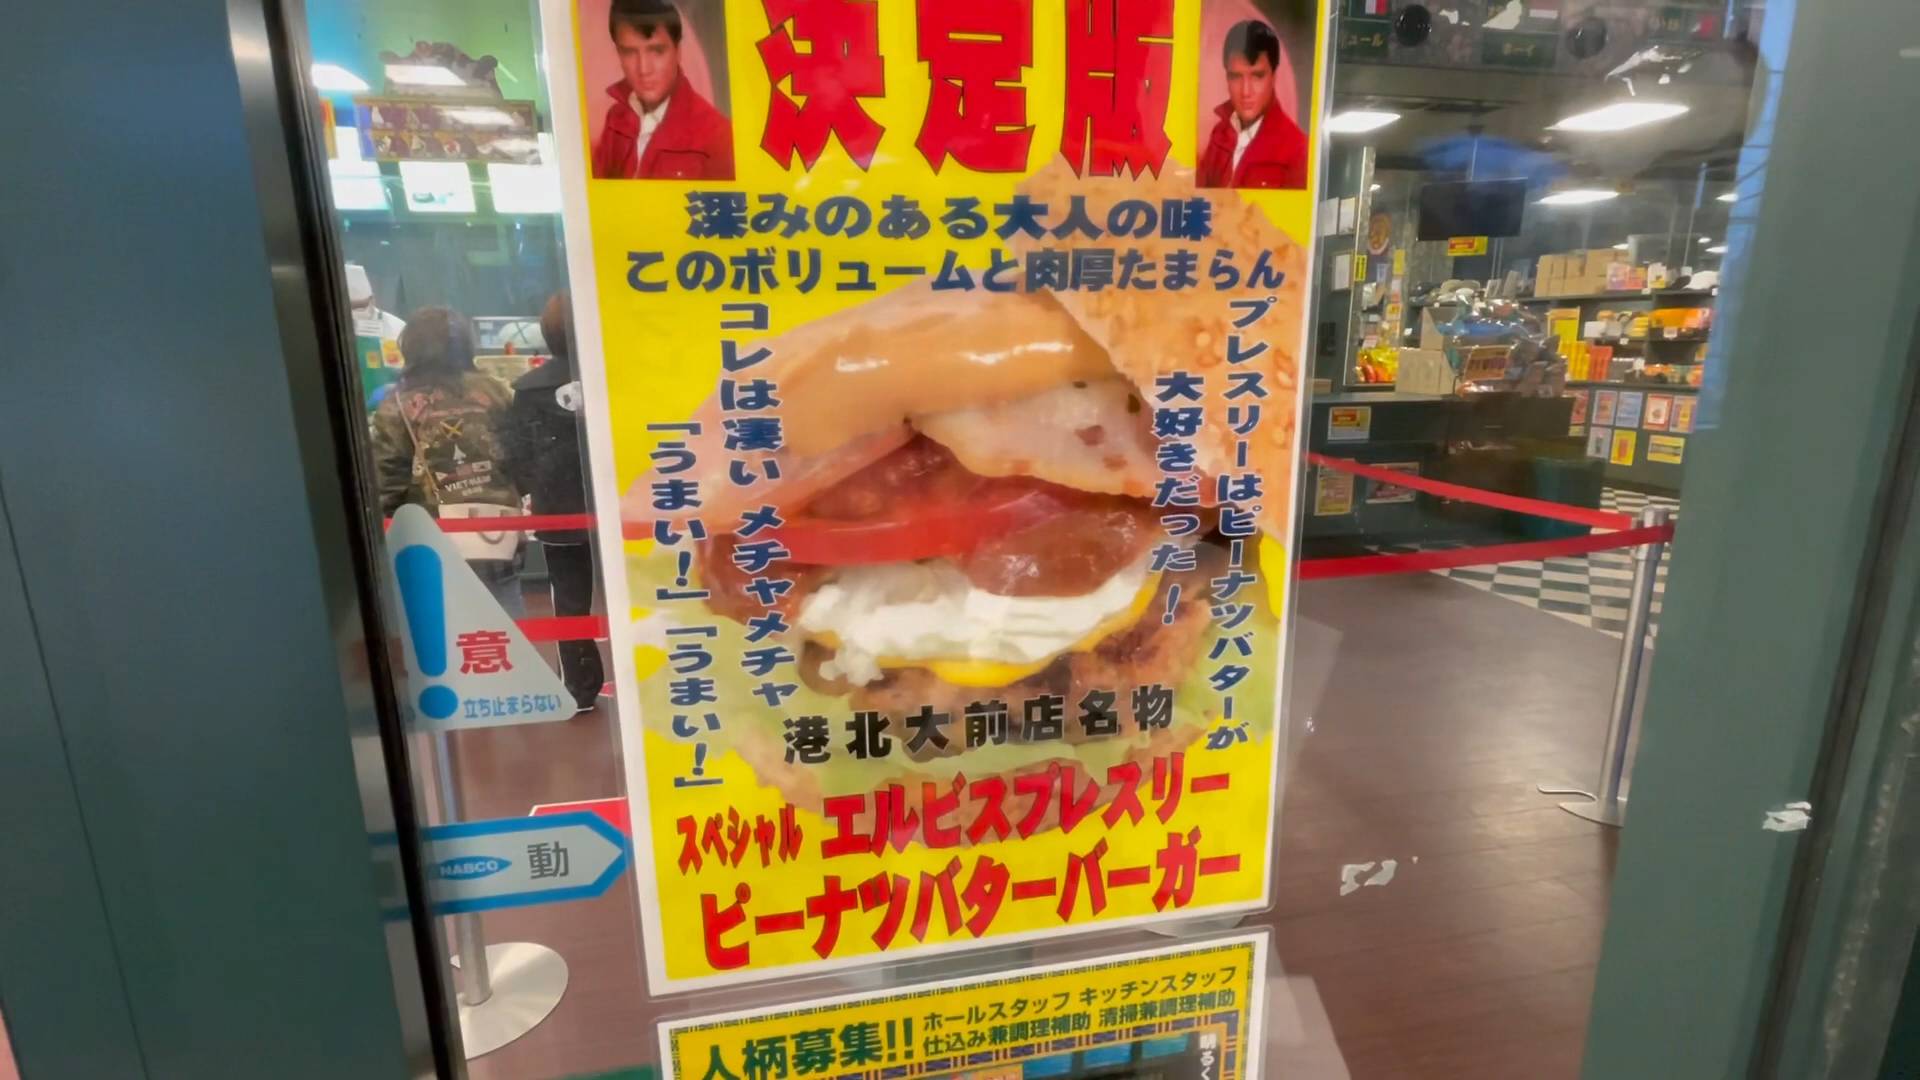 決定版
深みのある大人の味
このボリュームと肉厚たまらん
プレスリーはピーナツバターが
大好きだった!
コレは凄い メチャメチャ
「うまい!」「うまい!」
港北大前店名物
スペシャル エルビスプレスリー
ピーナツバターバーガー
人柄募集!!
ホールスタッフ キッチンスタッフ
仕込み兼調理補助 清掃兼調理補助
明るく
意
立ち止まらない
NABCO
動
VIET-NAM